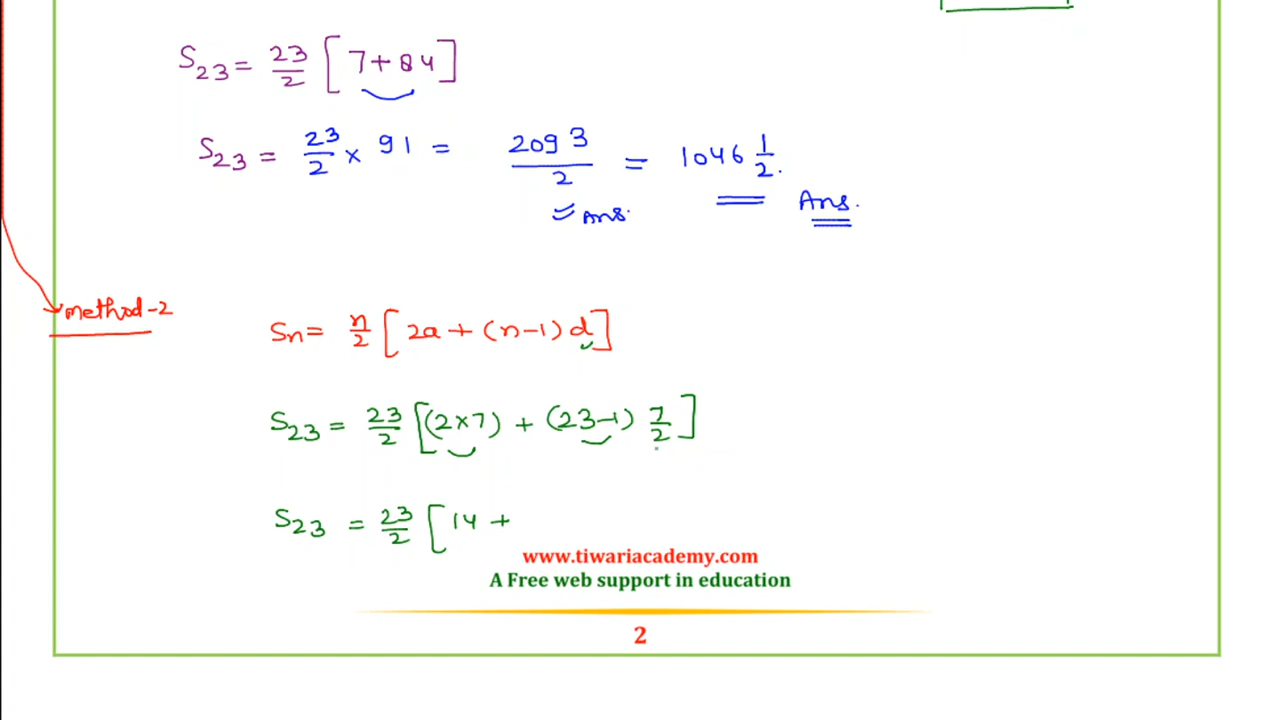 S₂₃ = 23/2 [7 + 84]
S₂₃ = 23/2 × 91 = 2093/2 = 1046 1/2.
Ans. Ans.
method-2
Sn = n/2 [2a + (n-1) d]
S₂₃ = 23/2 [(2×7) + (23-1) 7/2]
S₂₃ = 23/2 [14 +
www.tiwariacademy.com
A Free web support in education
2